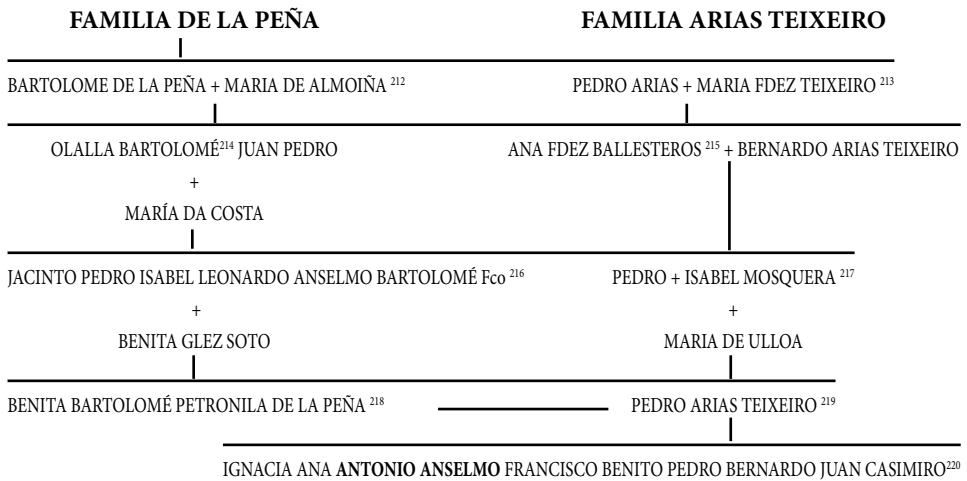 FAMILIA DE LA PEÑA FAMILIA ARIAS TEIXEIRO
BARTOLOME DE LA PEÑA + MARIA DE ALMOIÑA 212 PEDRO ARIAS + MARIA FDEZ TEIXEIRO 213
OLALLA BARTOLOMÉ214 JUAN PEDRO ANA FDEZ BALLESTEROS 215 + BERNARDO ARIAS TEIXEIRO
+
MARÍA DA COSTA
JACINTO PEDRO ISABEL LEONARDO ANSELMO BARTOLOMÉ Fco 216 PEDRO + ISABEL MOSQUERA 217
+ +
BENITA GLEZ SOTO MARIA DE ULLOA
BENITA BARTOLOMÉ PETRONILA DE LA PEÑA 218 PEDRO ARIAS TEIXEIRO 219
IGNACIA ANA ANTONIO ANSELMO FRANCISCO BENITO PEDRO BERNARDO JUAN CASIMIRO220